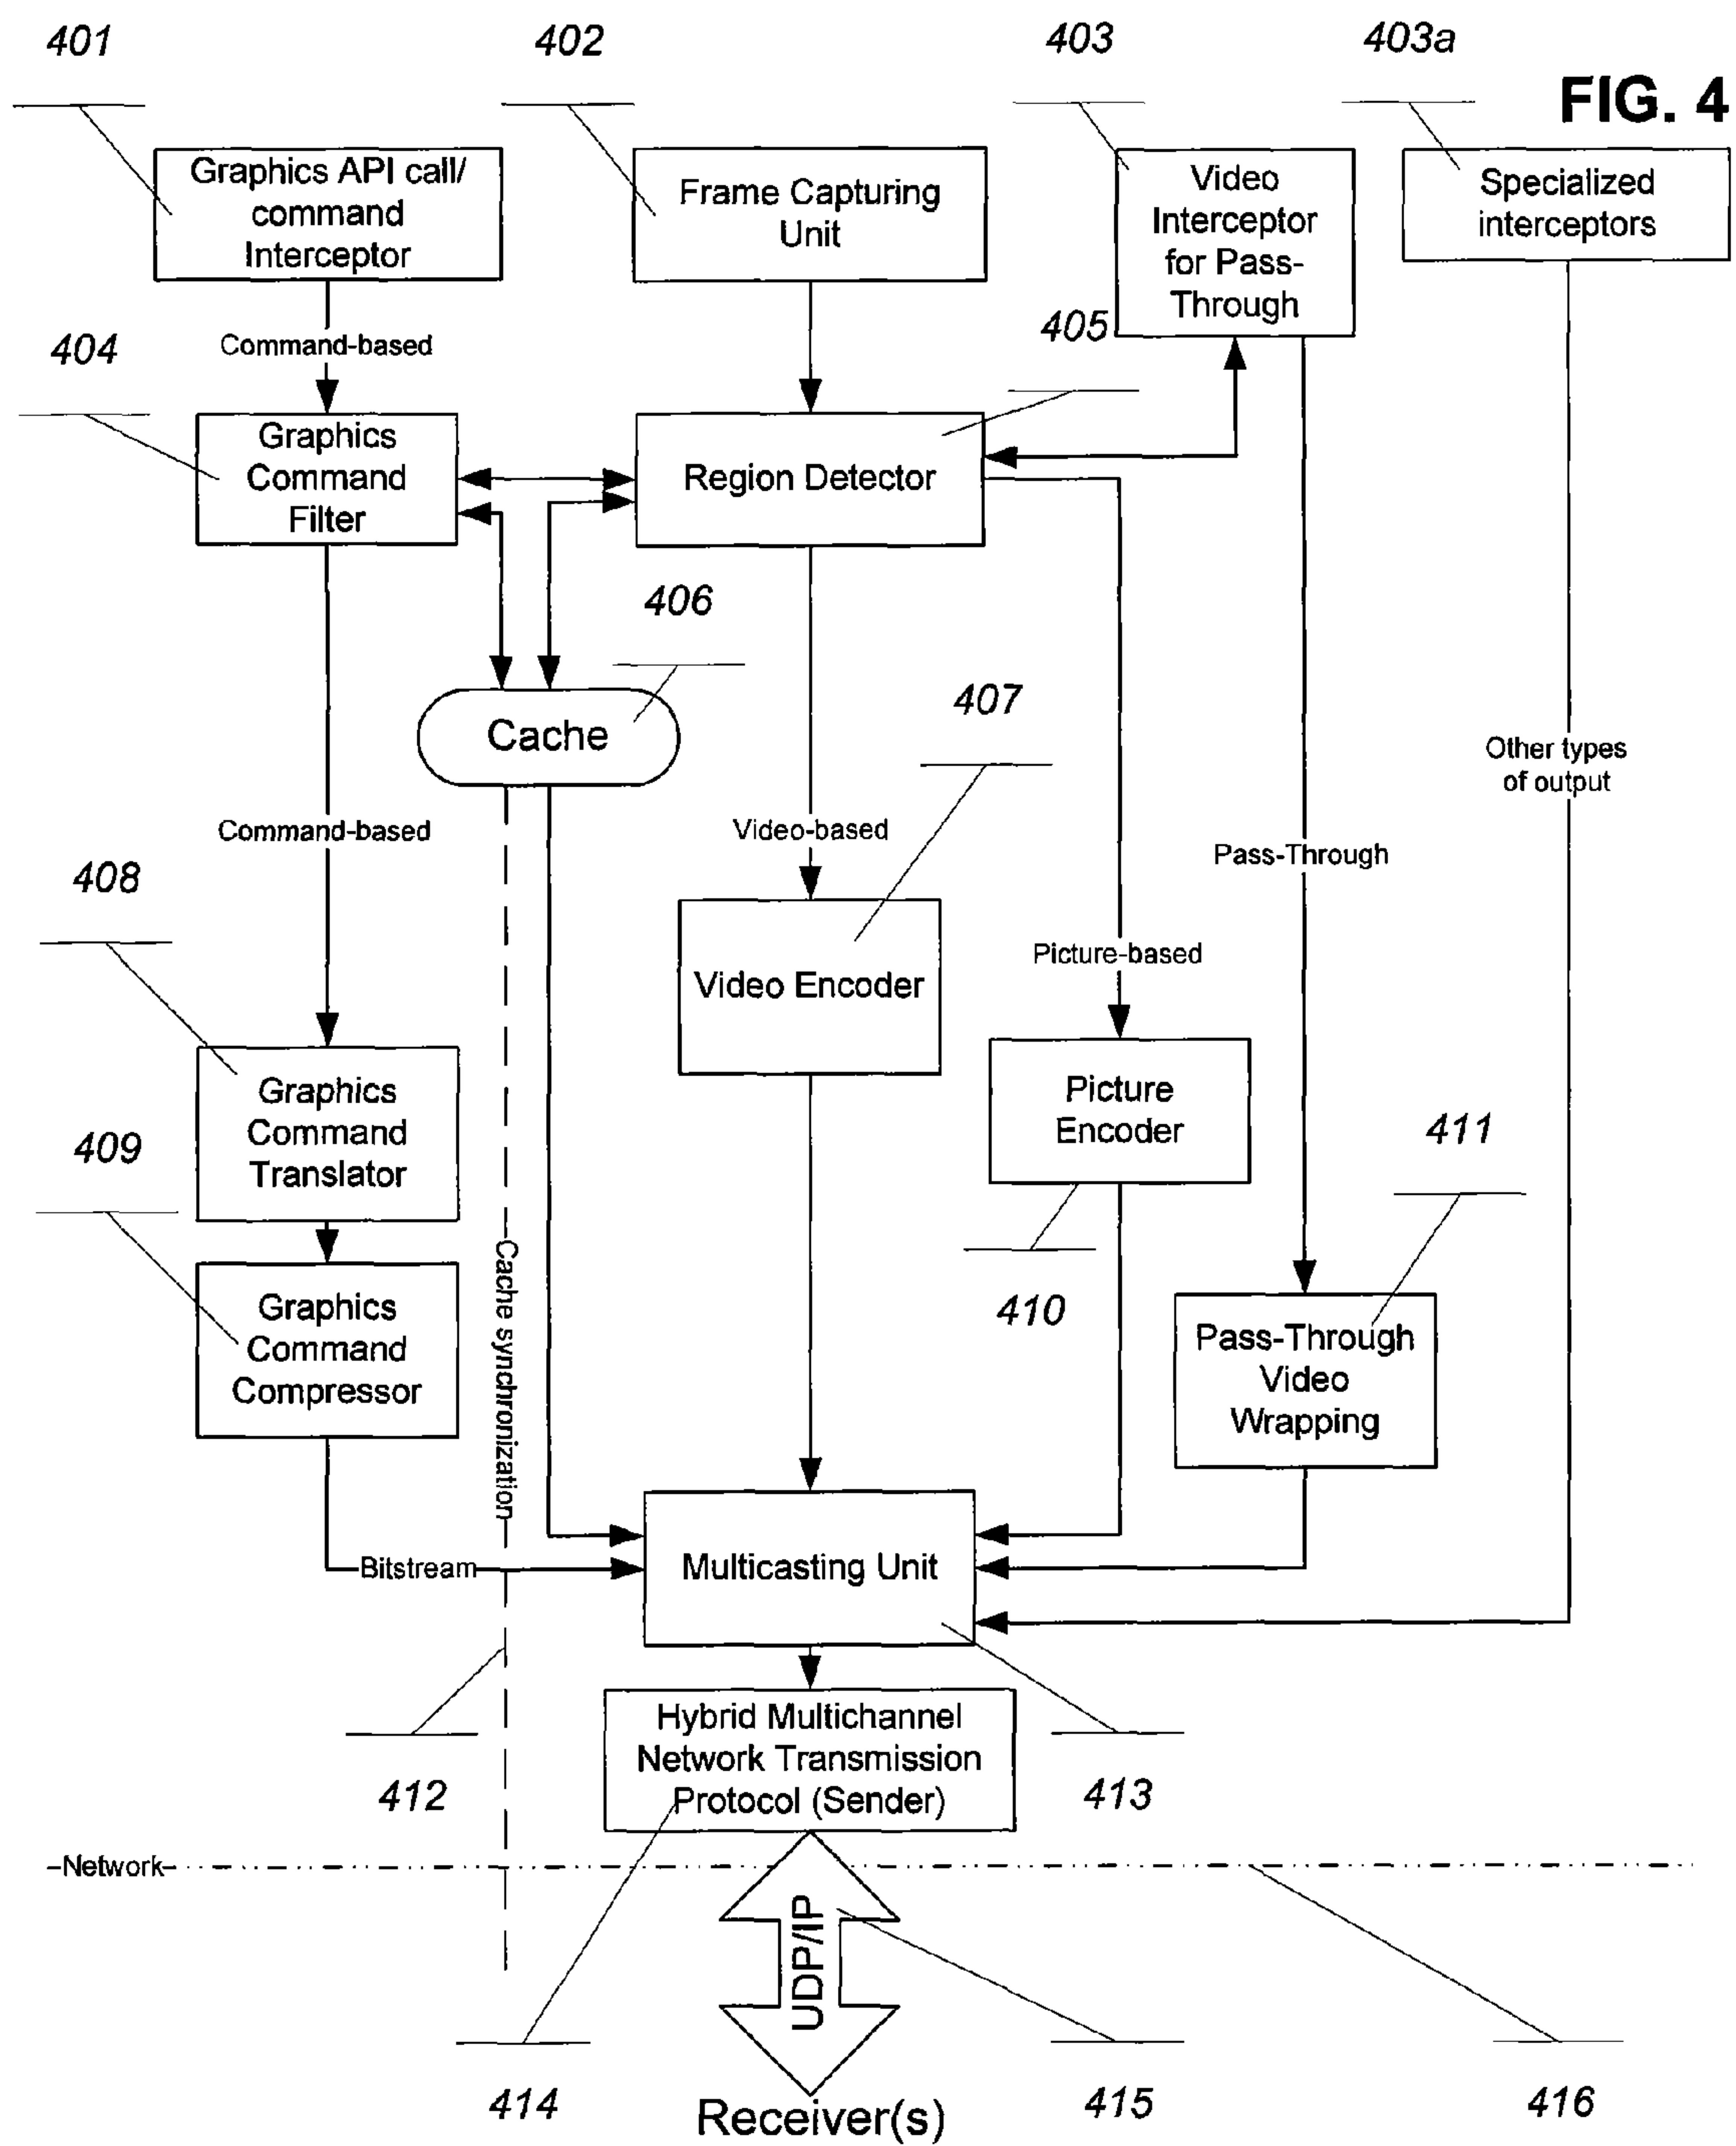 401
402
403
403a
FIG. 4
Graphics API call/
command
Interceptor
Frame Capturing
Unit
Video
Interceptor
for Pass-
Through
Specialized
interceptors
404
Command-based
405
Graphics
Command
Filter
Region Detector
406
407
Cache
Other types
of output
Command-based
Video-based
Pass-Through
408
Picture-based
Video Encoder
Graphics
Command
Translator
Picture
Encoder
411
409
Cache synchronization
Graphics
Command
Compressor
410
Pass-Through
Video
Wrapping
Bitstream
Multicasting Unit
Hybrid Multichannel
Network Transmission
Protocol (Sender)
412
413
Network
UDP/IP
414
Receiver(s)
415
416